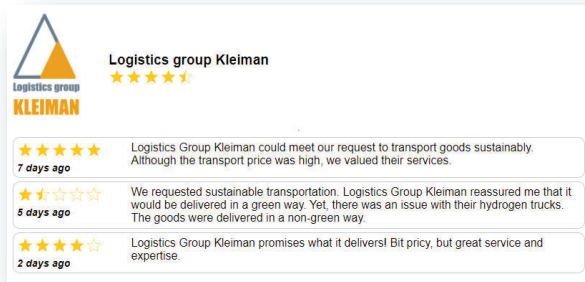 Logistics group Kleiman
Logistics group
KLEIMAN
Logistics Group Kleiman could meet our request to transport goods sustainably.
Although the transport price was high, we valued their services.
7 days ago
We requested sustainable transportation. Logistics Group Kleiman reassured me that it
would be delivered in a green way. Yet, there was an issue with their hydrogen trucks.
The goods were delivered in a non-green way.
5 days ago
Logistics Group Kleiman promises what it delivers! Bit pricy, but great service and
expertise.
2 days ago